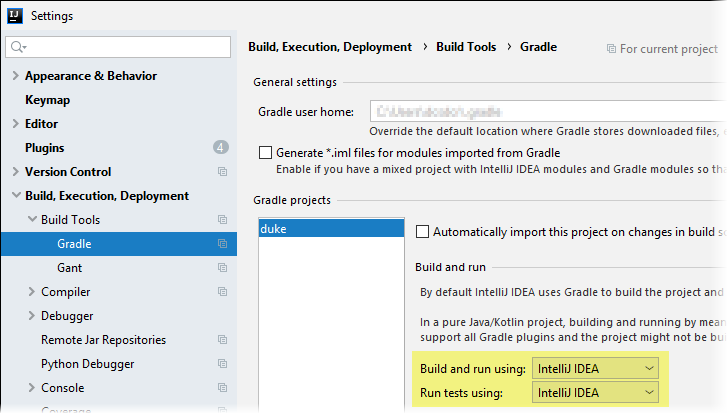 IJ Settings
Build, Execution, Deployment › Build Tools › Gradle For current project
Appearance & Behavior
Keymap
Editor
Plugins 4
Version Control
Build, Execution, Deployment
Build Tools
Gradle
Gant
Compiler
Debugger
Remote Jar Repositories
Python Debugger
Console
Coverage
General settings
Gradle user home:
Override the default location where Gradle stores downloaded files,
Generate *.iml files for modules imported from Gradle
Enable if you have a mixed project with IntelliJ IDEA modules and Gradle modules so tha
Gradle projects
duke
Automatically import this project on changes in build s
Build and run
By default IntelliJ IDEA uses Gradle to build the project and
In a pure Java/Kotlin project, building and running by mean
support all Gradle plugins and the project might not be bu
Build and run using: IntelliJ IDEA
Run tests using: IntelliJ IDEA